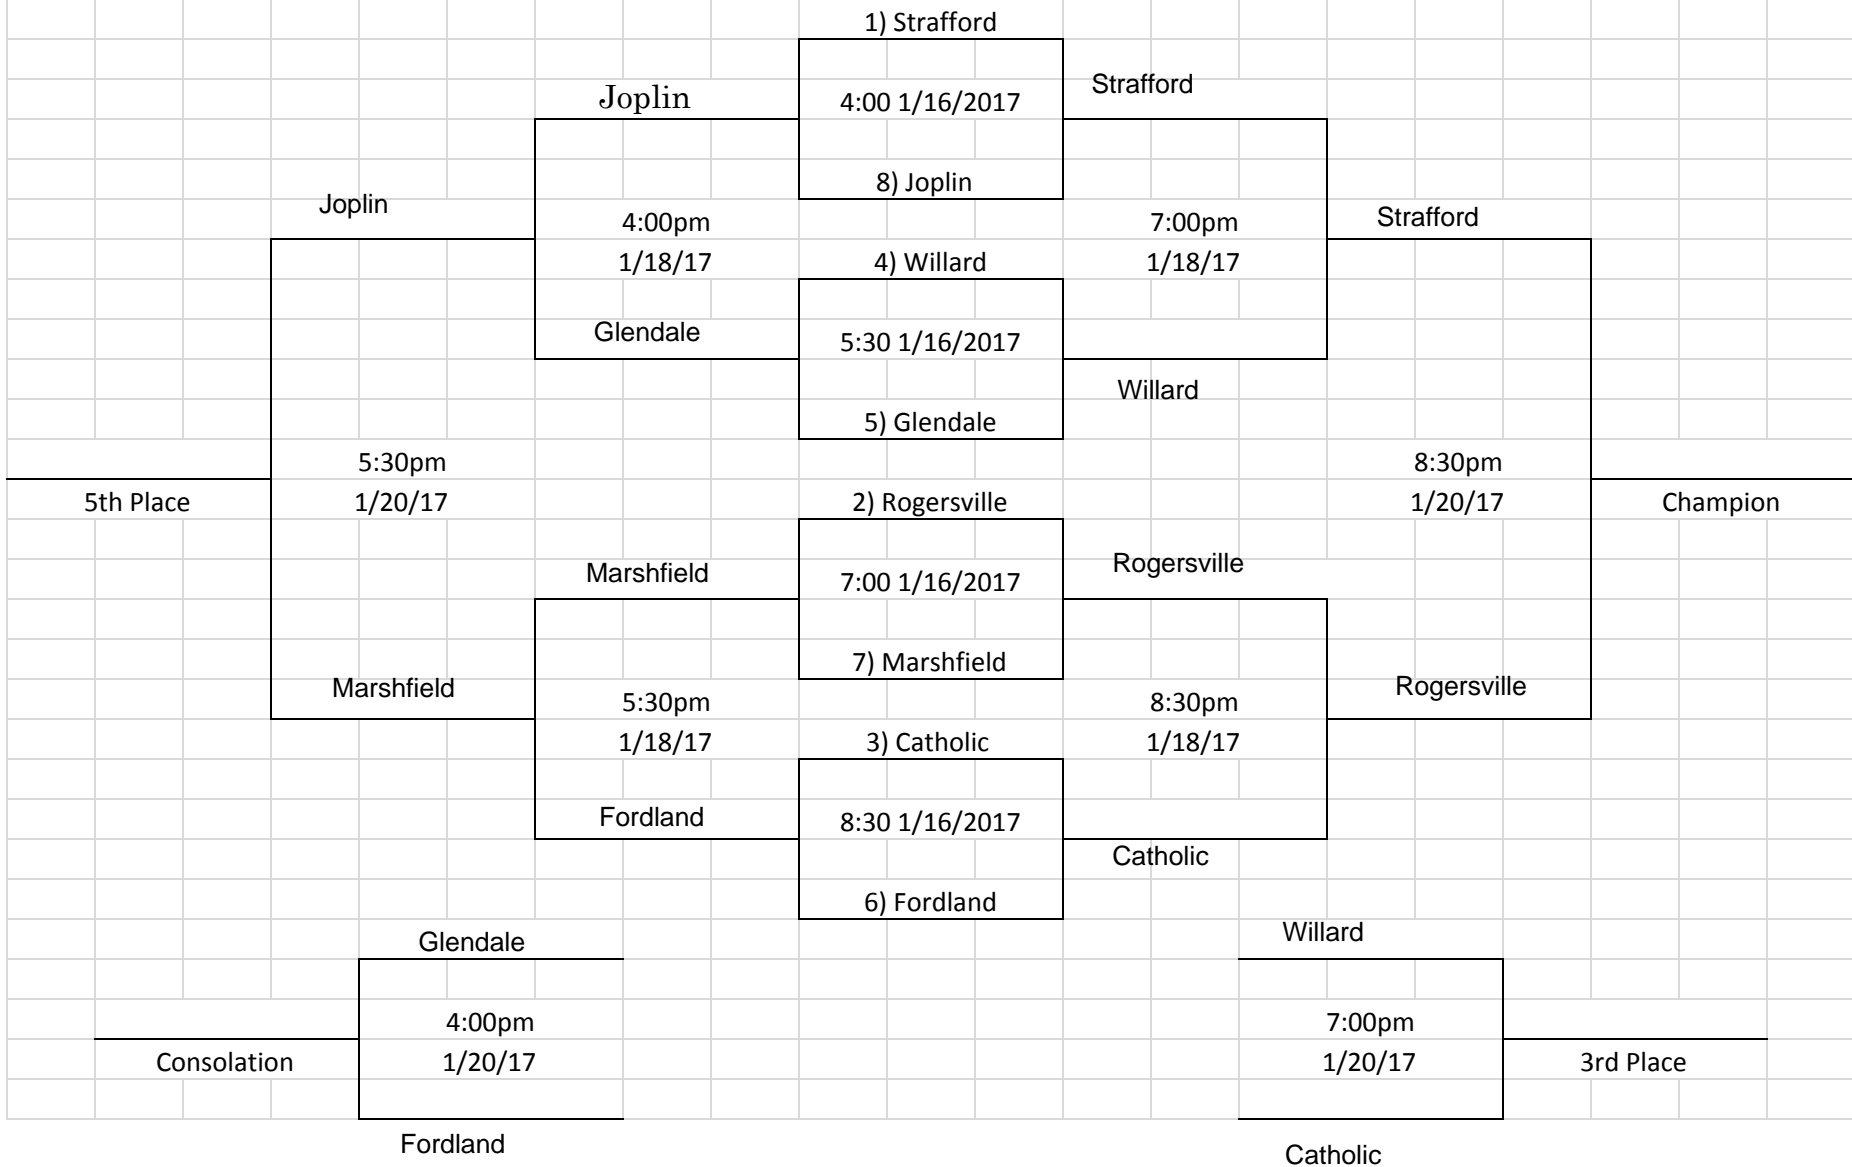 1) Strafford
Strafford
Joplin
4:00 1/16/2017
8) Joplin
Joplin
Strafford
4:00pm
7:00pm
1/18/17
4) Willard
1/18/17
Glendale
5:30 1/16/2017
Willard
5) Glendale
5:30pm
8:30pm
5th Place
1/20/17
2) Rogersville
1/20/17
Champion
Marshfield
7:00 1/16/2017
Rogersville
7) Marshfield
Marshfield
Rogersville
5:30pm
8:30pm
1/18/17
3) Catholic
1/18/17
Fordland
8:30 1/16/2017
Catholic
6) Fordland
Glendale
Willard
4:00pm
7:00pm
Consolation
1/20/17
1/20/17
3rd Place
Fordland
Catholic